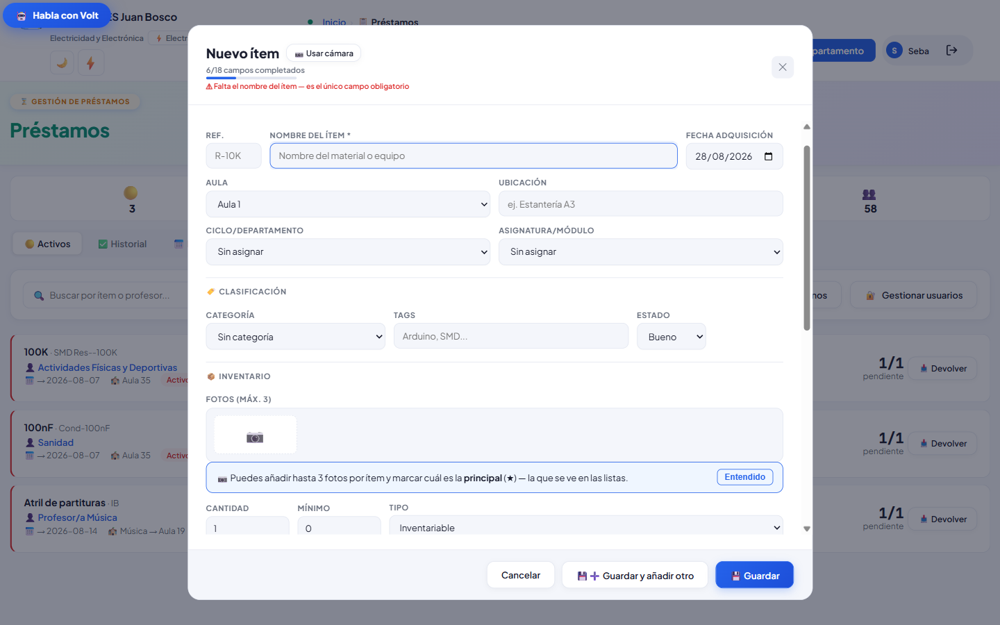 Habla con Volt
ES Juan Bosco
Electricidad y Electrónica
Electr
Inicio
Préstamos
partamento
S
Seba
GESTIÓN DE PRÉSTAMOS
Préstamos
3
58
Activos
Historial
Buscar por ítem o profesor...
nos
Gestionar usuarios
100K · SMD Res--100K
Actividades Físicas y Deportivas
→ 2026-08-07
Aula 35
Activo
1/1
pendiente
Devolver
100nF · Cond-100nF
Sanidad
→ 2026-08-07
Aula 35
Activo
1/1
pendiente
Devolver
Atril de partituras · IB
Profesor/a Música
→ 2026-08-14
Música → Aula 19
1/1
pendiente
Devolver
Nuevo ítem
Usar cámara
6/18 campos completados
⚠ Falta el nombre del ítem — es el único campo obligatorio
REF.
NOMBRE DEL ÍTEM *
FECHA ADQUISICIÓN
R-10K
Nombre del material o equipo
28/08/2026
AULA
UBICACIÓN
Aula 1
ej. Estantería A3
CICLO/DEPARTAMENTO
ASIGNATURA/MÓDULO
Sin asignar
Sin asignar
CLASIFICACIÓN
CATEGORÍA
TAGS
ESTADO
Sin categoría
Arduino, SMD...
Bueno
INVENTARIO
FOTOS (MÁX. 3)
Puedes añadir hasta 3 fotos por ítem y marcar cuál es la principal (★) — la que se ve en las listas.
Entendido
CANTIDAD
MÍNIMO
TIPO
1
0
Inventariable
Cancelar
Guardar y añadir otro
Guardar